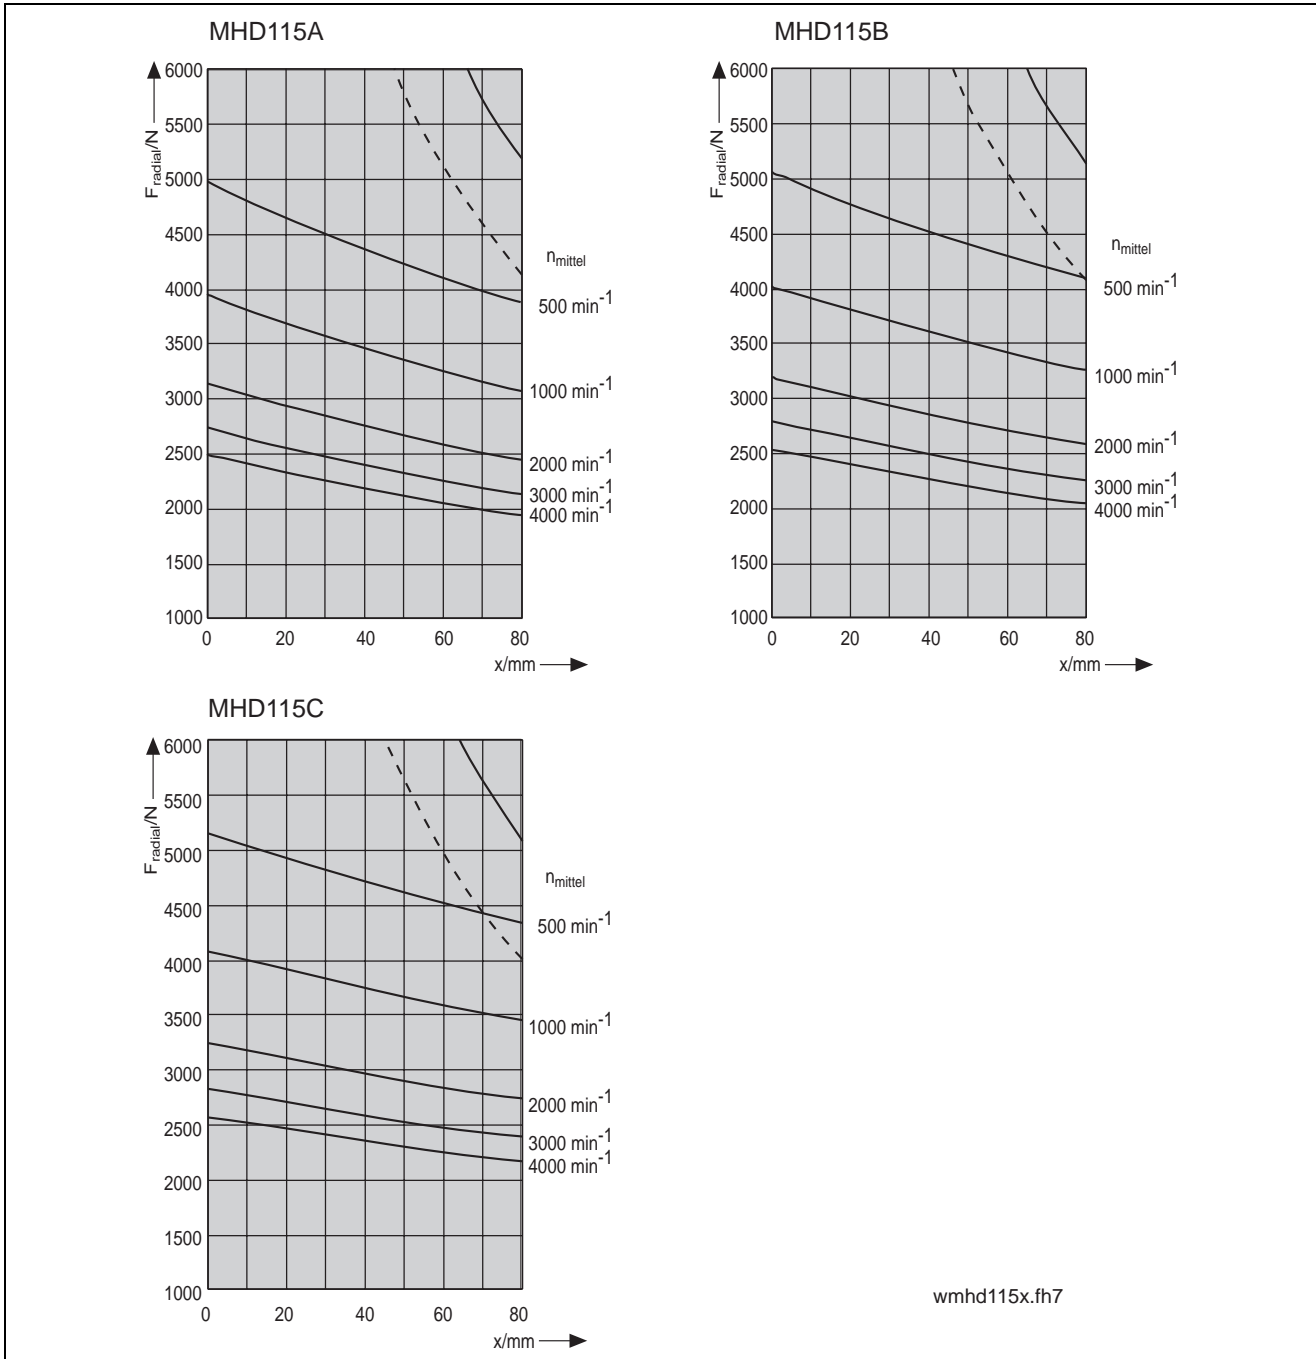 MHD115A
Fradial/N
6000
5500
5000
4500
4000
3500
3000
2500
2000
1500
1000
0 20 40 60 80
x/mm
nmittel
500 min-1
1000 min-1
2000 min-1
3000 min-1
4000 min-1
MHD115B
Fradial/N
6000
5500
5000
4500
4000
3500
3000
2500
2000
1500
1000
0 20 40 60 80
x/mm
nmittel
500 min-1
1000 min-1
2000 min-1
3000 min-1
4000 min-1
MHD115C
Fradial/N
6000
5500
5000
4500
4000
3500
3000
2500
2000
1500
1000
0 20 40 60 80
x/mm
nmittel
500 min-1
1000 min-1
2000 min-1
3000 min-1
4000 min-1
wmhd115x.fh7